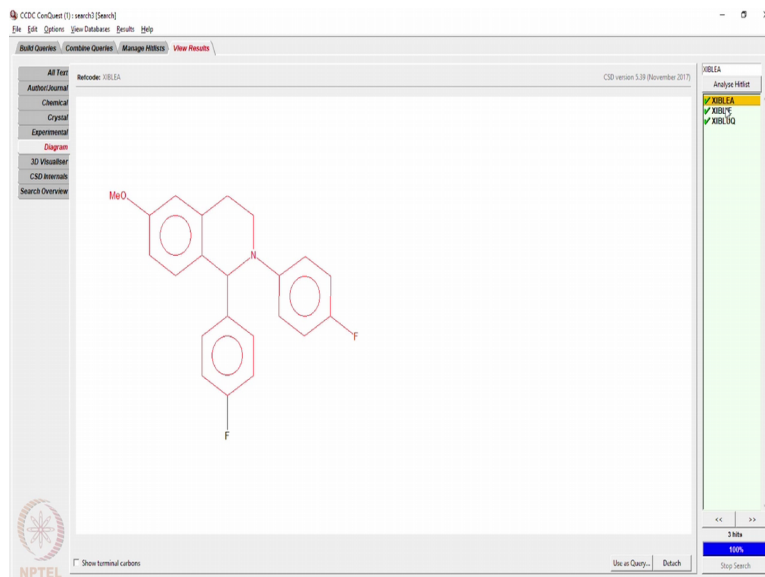 CCDC ConQuest (1) : search3 [Search]
File Edit Options View Databases Results Help
Build Queries Combine Queries Manage Hitlists View Results
All Text
Author/Journal
Chemical
Crystal
Experimental
Diagram
3D Visualiser
CSD Internals
Search Overview
Refcode: XIBLEA
CSD version 5.39 (November 2017)
MeO
N
F
F
Show terminal carbons
Use as Query...
Detach
XIBLEA
Analyse Hitlist
XIBLEA
XIBLUQ
<< >>
3 hits
100%
Stop Search
NPTEL